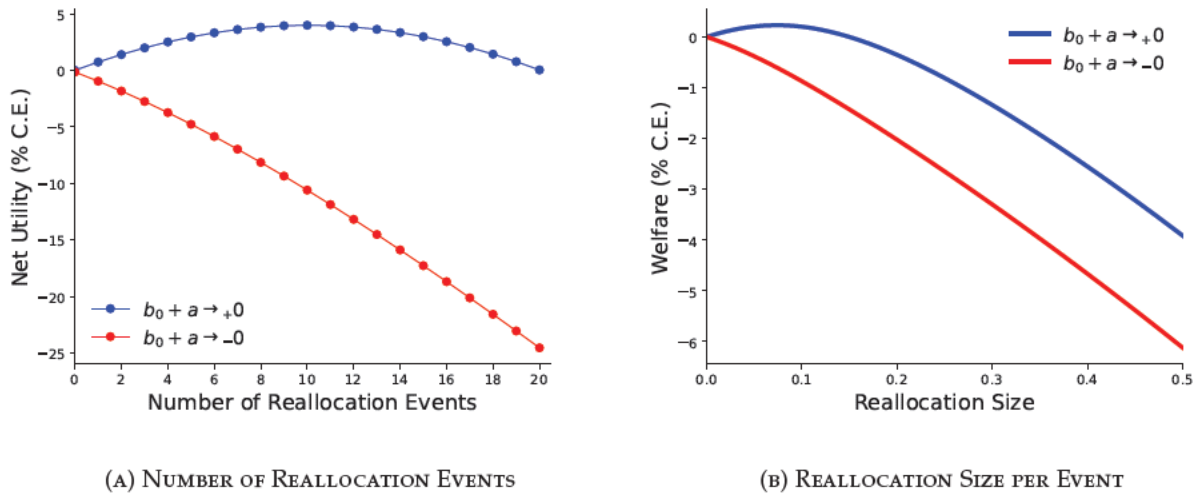 5
0
−5
−10
−15
−20
−25
Net Utility (% C.E.)
b₀ + a → ₊0
b₀ + a → ₋0
0 2 4 6 8 10 12 14 16 18 20
Number of Reallocation Events
(A) Number of Reallocation Events
0
−1
−2
−3
−4
−5
−6
Welfare (% C.E.)
b₀ + a → ₊0
b₀ + a → ₋0
0.0 0.1 0.2 0.3 0.4 0.5
Reallocation Size
(B) Reallocation Size per Event